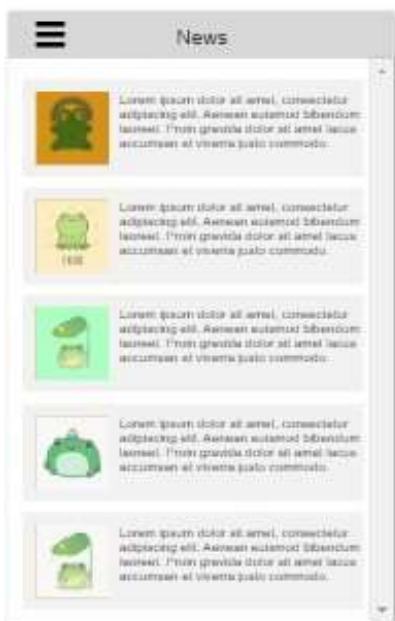 News
Lorem ipsum dolor sit amet, consectetur
adipiscing elit. Aenean euismod bibendum
laoreet. Proin gravida dolor sit amet lacus
accumsan et viverra justo commodo.
Lorem ipsum dolor sit amet, consectetur
adipiscing elit. Aenean euismod bibendum
laoreet. Proin gravida dolor sit amet lacus
accumsan et viverra justo commodo.
Lorem ipsum dolor sit amet, consectetur
adipiscing elit. Aenean euismod bibendum
laoreet. Proin gravida dolor sit amet lacus
accumsan et viverra justo commodo.
Lorem ipsum dolor sit amet, consectetur
adipiscing elit. Aenean euismod bibendum
laoreet. Proin gravida dolor sit amet lacus
accumsan et viverra justo commodo.
Lorem ipsum dolor sit amet, consectetur
adipiscing elit. Aenean euismod bibendum
laoreet. Proin gravida dolor sit amet lacus
accumsan et viverra justo commodo.